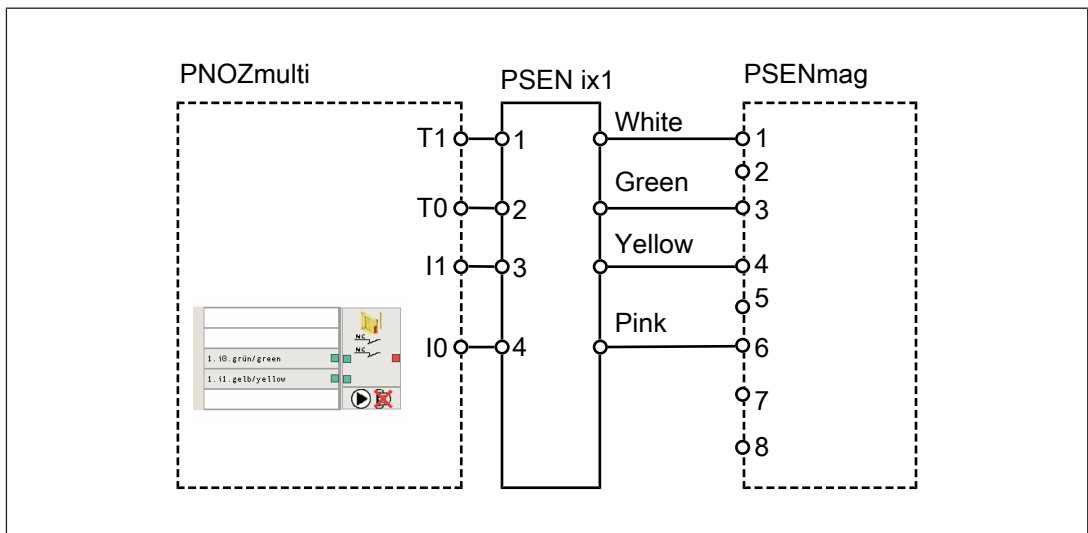 PNOZmulti
PSEN ix1
PSENmag
T1
1
White
1
2
T0
2
Green
3
I1
3
Yellow
4
5
I0
4
Pink
6
7
8
NC
NC
1.i0.grün/green
1.i1.gelb/yellow